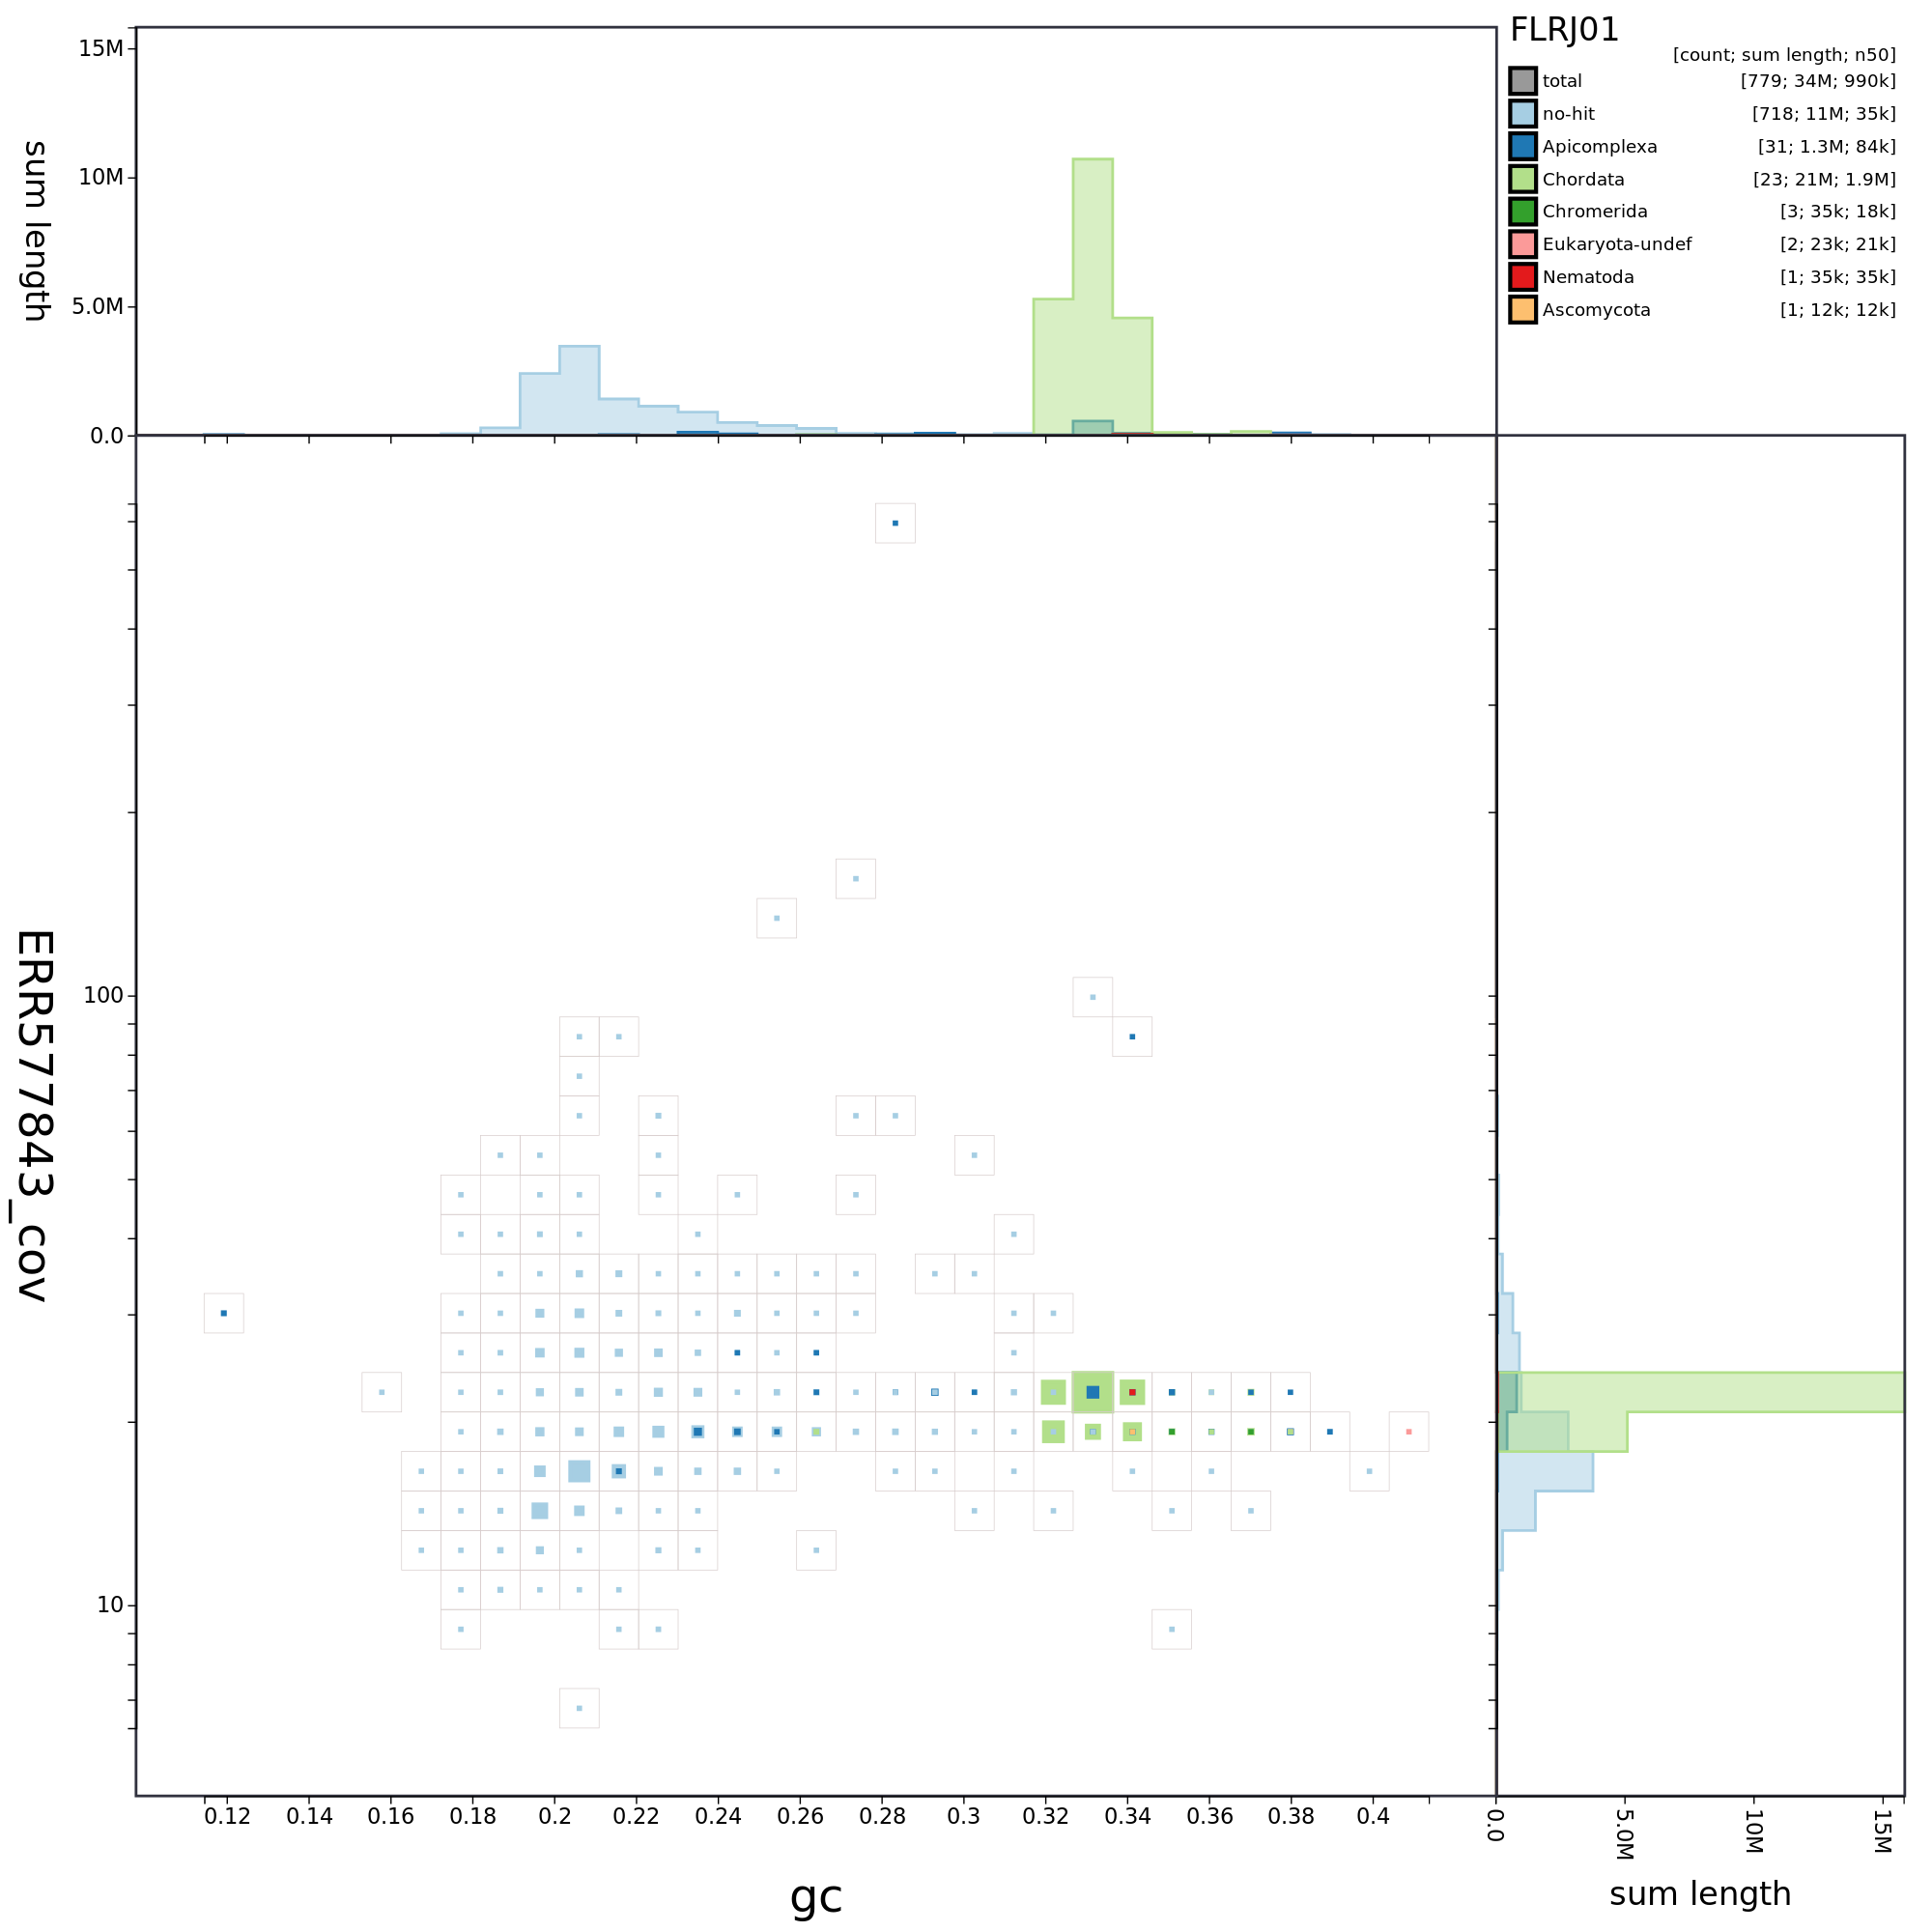 FLRJ01
[count; sum length; n50]
total [779; 34M; 990k]
no-hit [718; 11M; 35k]
Apicomplexa [31; 1.3M; 84k]
Chordata [23; 21M; 1.9M]
Chromerida [3; 35k; 18k]
Eukaryota-undef [2; 23k; 21k]
Nematoda [1; 35k; 35k]
Ascomycota [1; 12k; 12k]
sum length
15M
10M
5.0M
0.0
ERR577843_cov
100
10
0.12 0.14 0.16 0.18 0.2 0.22 0.24 0.26 0.28 0.3 0.32 0.34 0.36 0.38 0.4
gc
0.0 5.0M 10M 15M
sum length